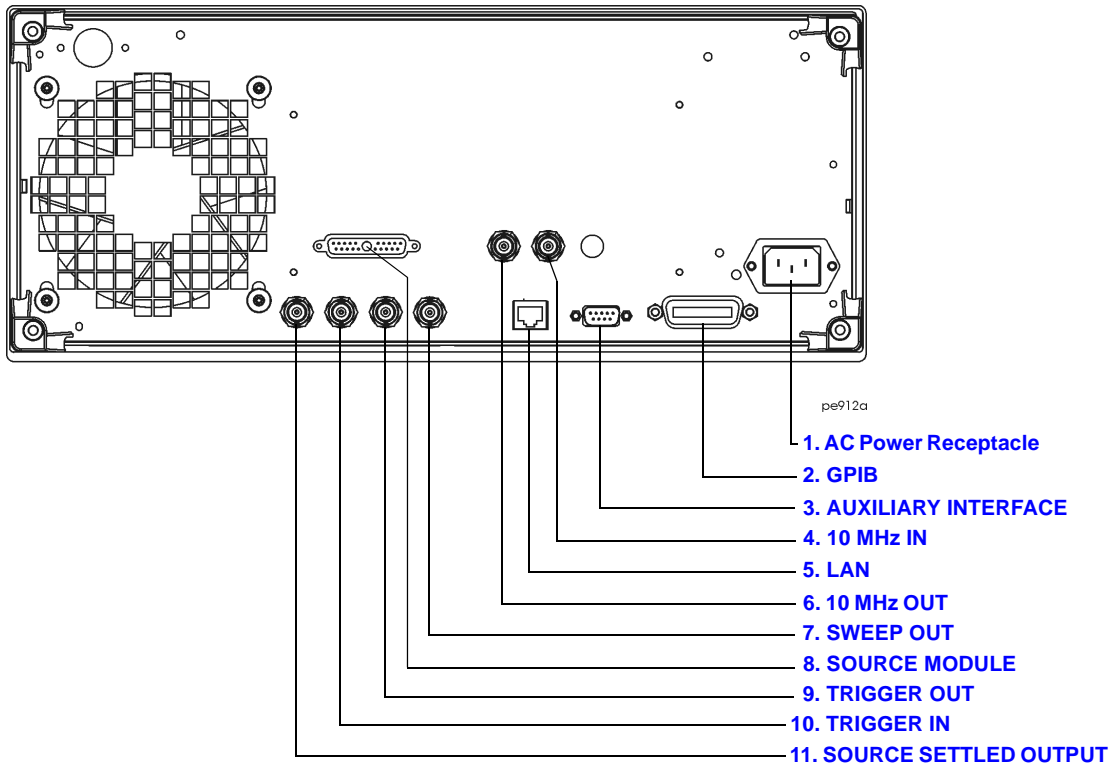 pe912a
1. AC Power Receptacle
2. GPIB
3. AUXILIARY INTERFACE
4. 10 MHz IN
5. LAN
6. 10 MHz OUT
7. SWEEP OUT
8. SOURCE MODULE
9. TRIGGER OUT
10. TRIGGER IN
11. SOURCE SETTLED OUTPUT